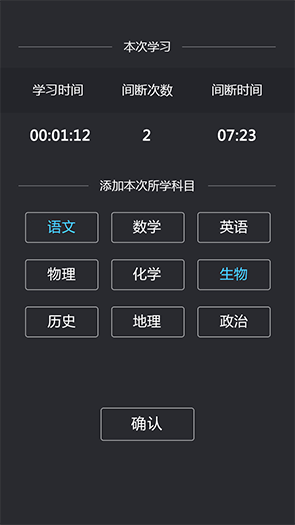 本次学习
学习时间 间断次数 间断时间
00:01:12 2 07:23
添加本次所学科目
语文 数学 英语
物理 化学 生物
历史 地理 政治
确认